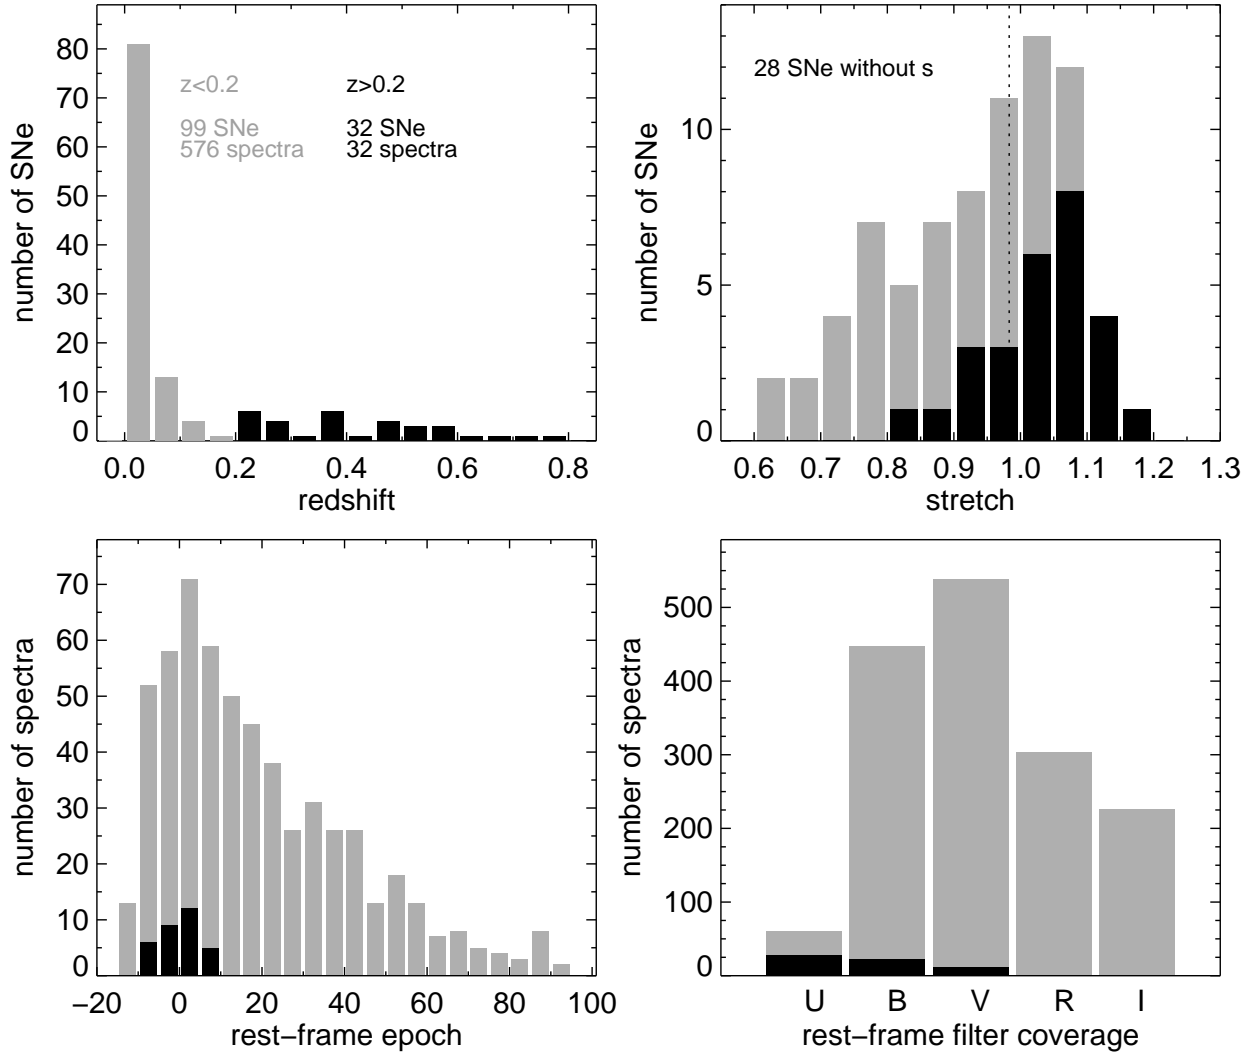 80
70
60
50
40
30
20
10
0
number of SNe
z<0.2
z>0.2
99 SNe
32 SNe
576 spectra
32 spectra
0.0 0.2 0.4 0.6 0.8
redshift
10
5
0
number of SNe
28 SNe without s
0.5 0.6 0.7 0.8 0.9 1.0 1.1 1.2 1.3
stretch
70
60
50
40
30
20
10
0
number of spectra
−20 0 20 40 60 80 100
rest−frame epoch
500
400
300
200
100
0
number of spectra
U B V R I
rest−frame filter coverage